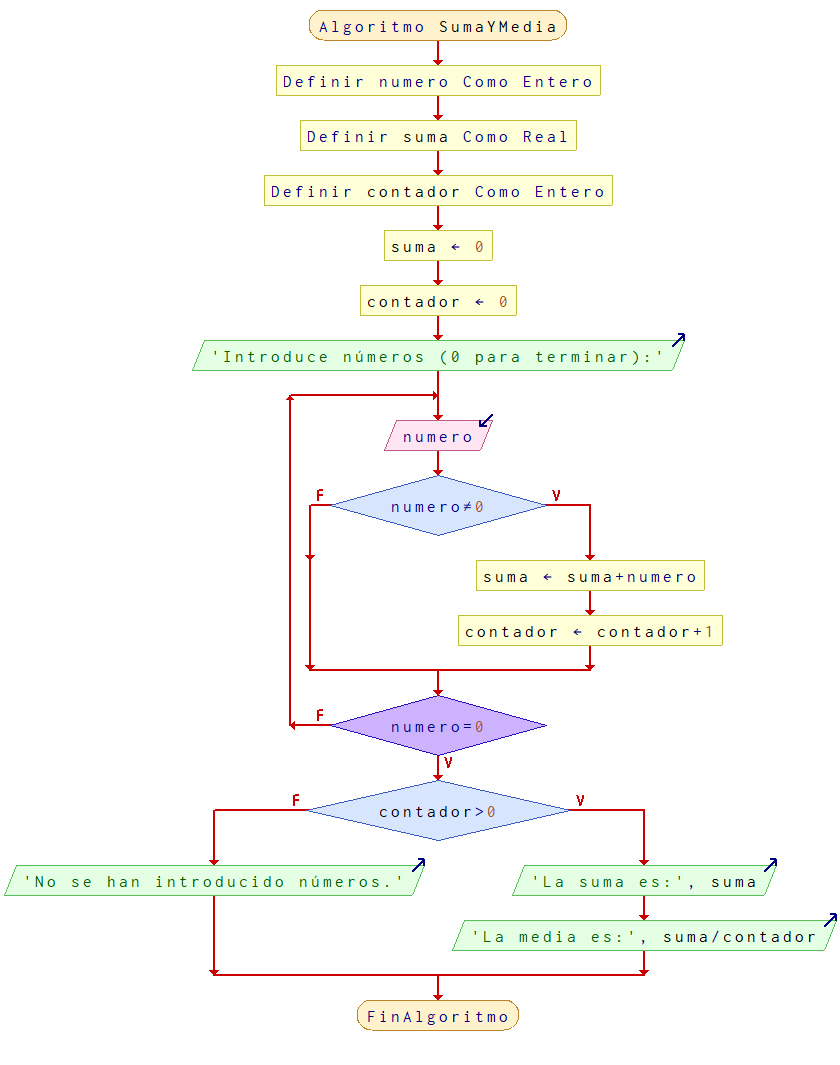 Algoritmo SumaYMedia
Definir numero Como Entero
Definir suma Como Real
Definir contador Como Entero
suma ← 0
contador ← 0
'Introduce números (0 para terminar):'
numero
F
V
numero≠0
suma ← suma+numero
contador ← contador+1
F
numero=0
V
F
V
contador>0
'No se han introducido números.'
'La suma es:', suma
'La media es:', suma/contador
FinAlgoritmo